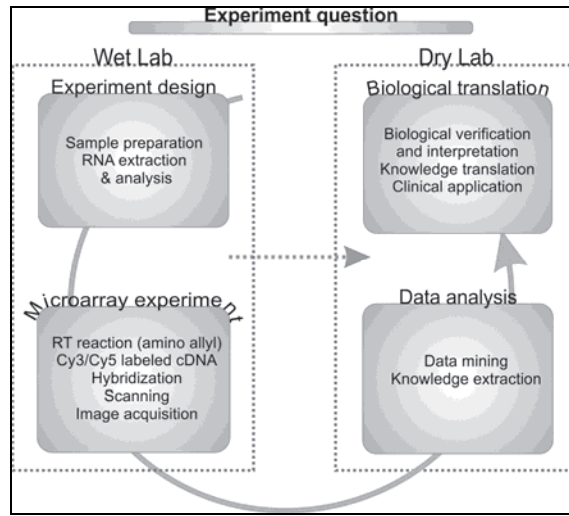 Experiment question
Wet Lab
Experiment design
Sample preparation
RNA extraction
& analysis
Microarray experiment
RT reaction (amino allyl)
Cy3/Cy5 labeled cDNA
Hybridization
Scanning
Image acquisition
Dry Lab
Biological translation
Biological verification
and interpretation
Knowledge translation
Clinical application
Data analysis
Data mining
Knowledge extraction